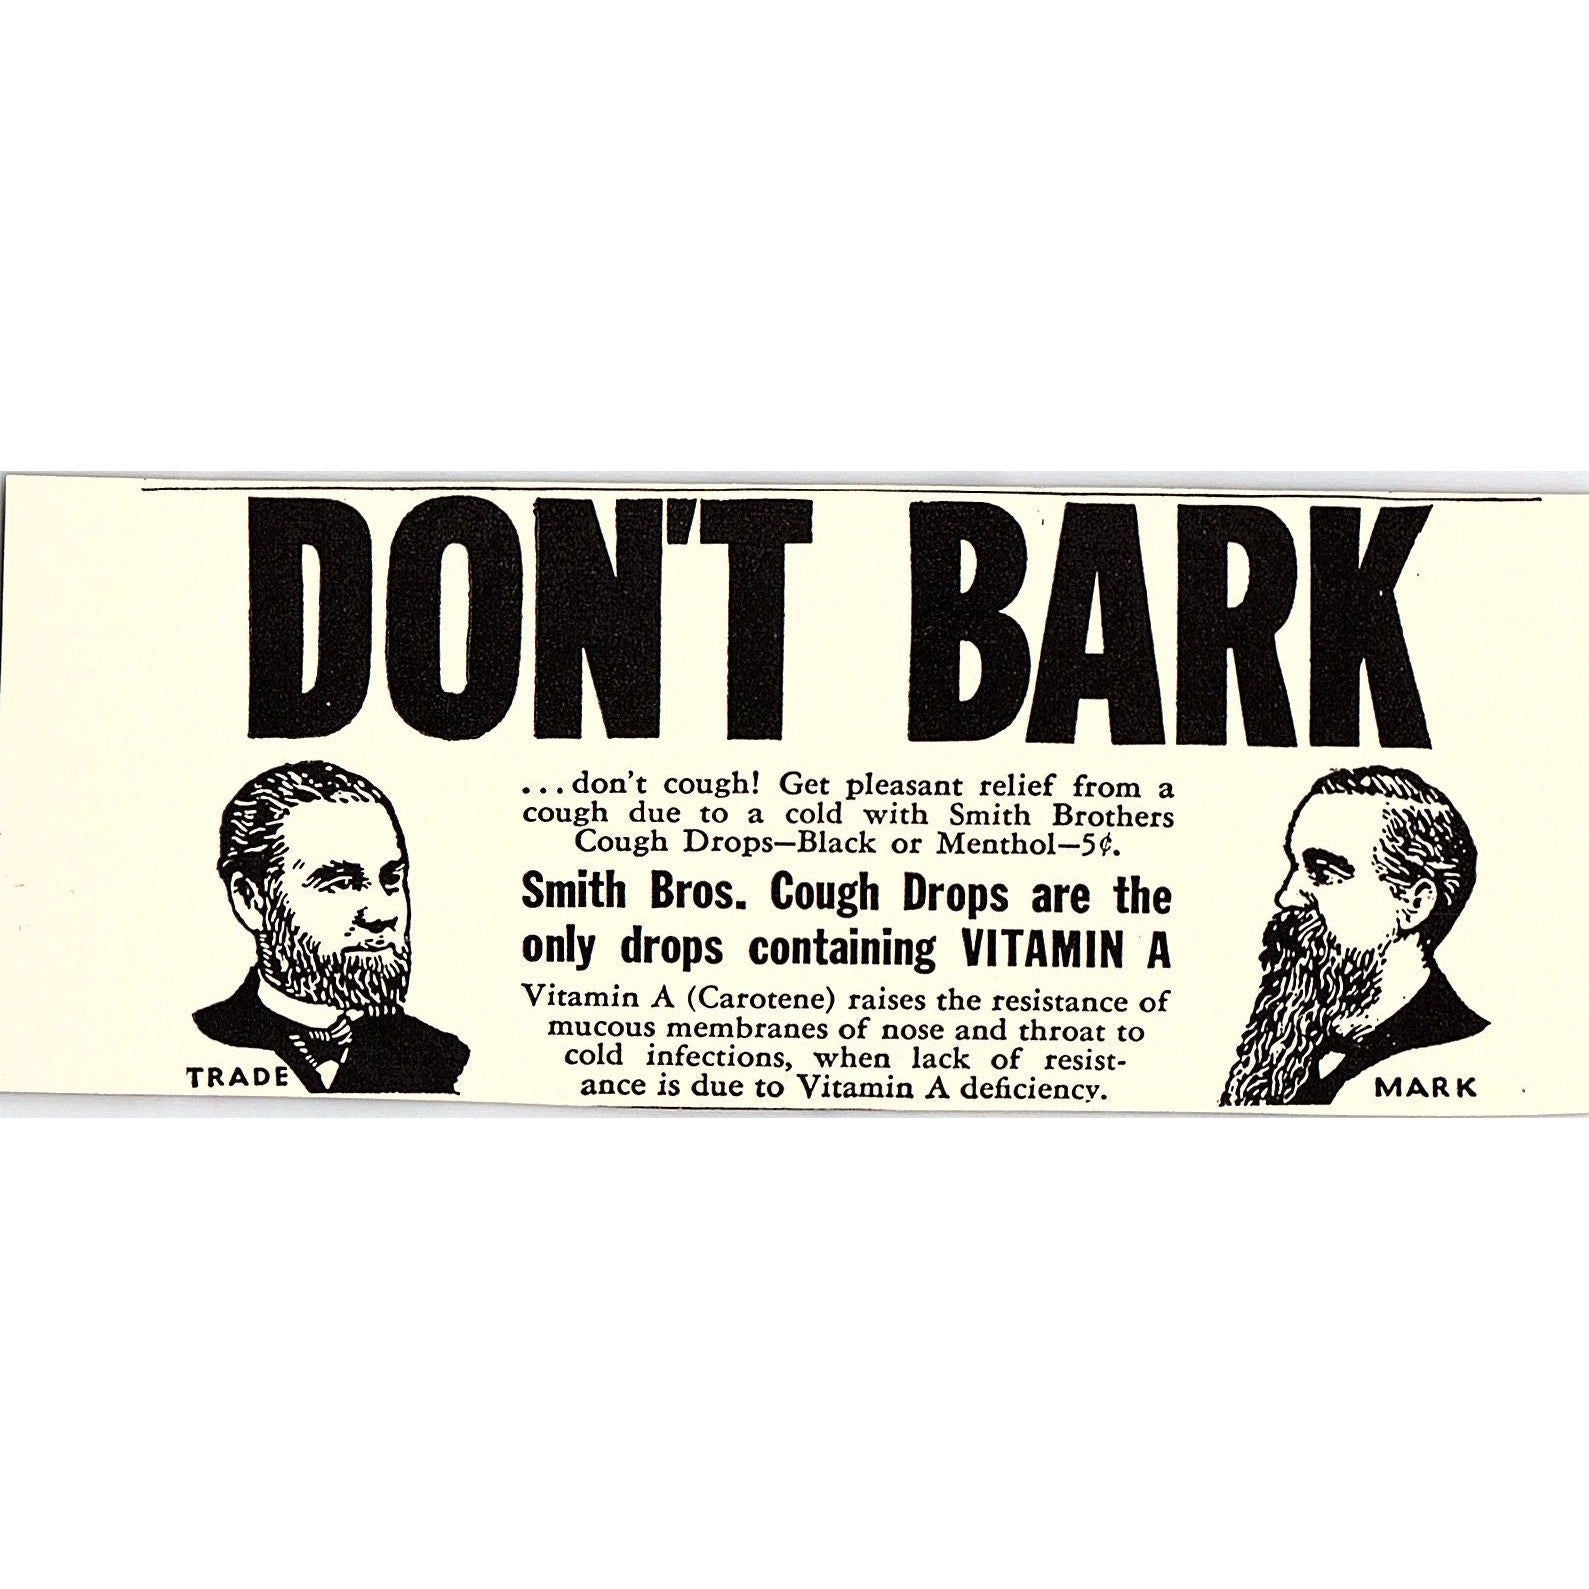 DON'T BARK
...don't cough! Get pleasant relief from a
cough due to a cold with Smith Brothers
Cough Drops—Black or Menthol—5¢.
Smith Bros. Cough Drops are the
only drops containing VITAMIN A
Vitamin A (Carotene) raises the resistance of
mucous membranes of nose and throat to
cold infections, when lack of resist-
ance is due to Vitamin A deficiency.
TRADE
MARK